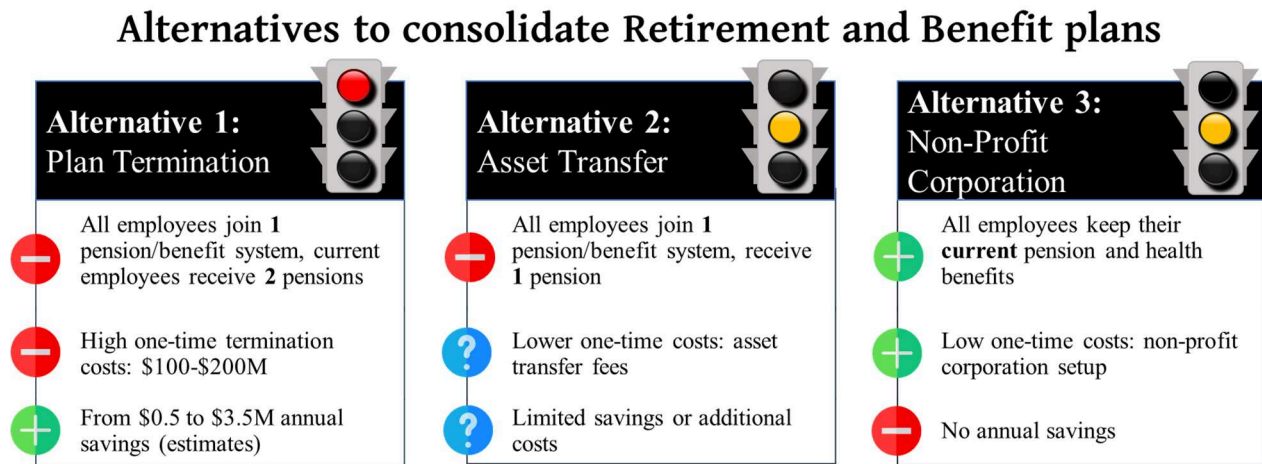 Alternatives to consolidate Retirement and Benefit plans
Alternative 1:
Plan Termination
All employees join 1
pension/benefit system, current
employees receive 2 pensions
High one-time termination
costs: $100-$200M
From $0.5 to $3.5M annual
savings (estimates)
Alternative 2:
Asset Transfer
All employees join 1
pension/benefit system, receive
1 pension
Lower one-time costs: asset
transfer fees
Limited savings or additional
costs
Alternative 3:
Non-Profit
Corporation
All employees keep their
current pension and health
benefits
Low one-time costs: non-profit
corporation setup
No annual savings